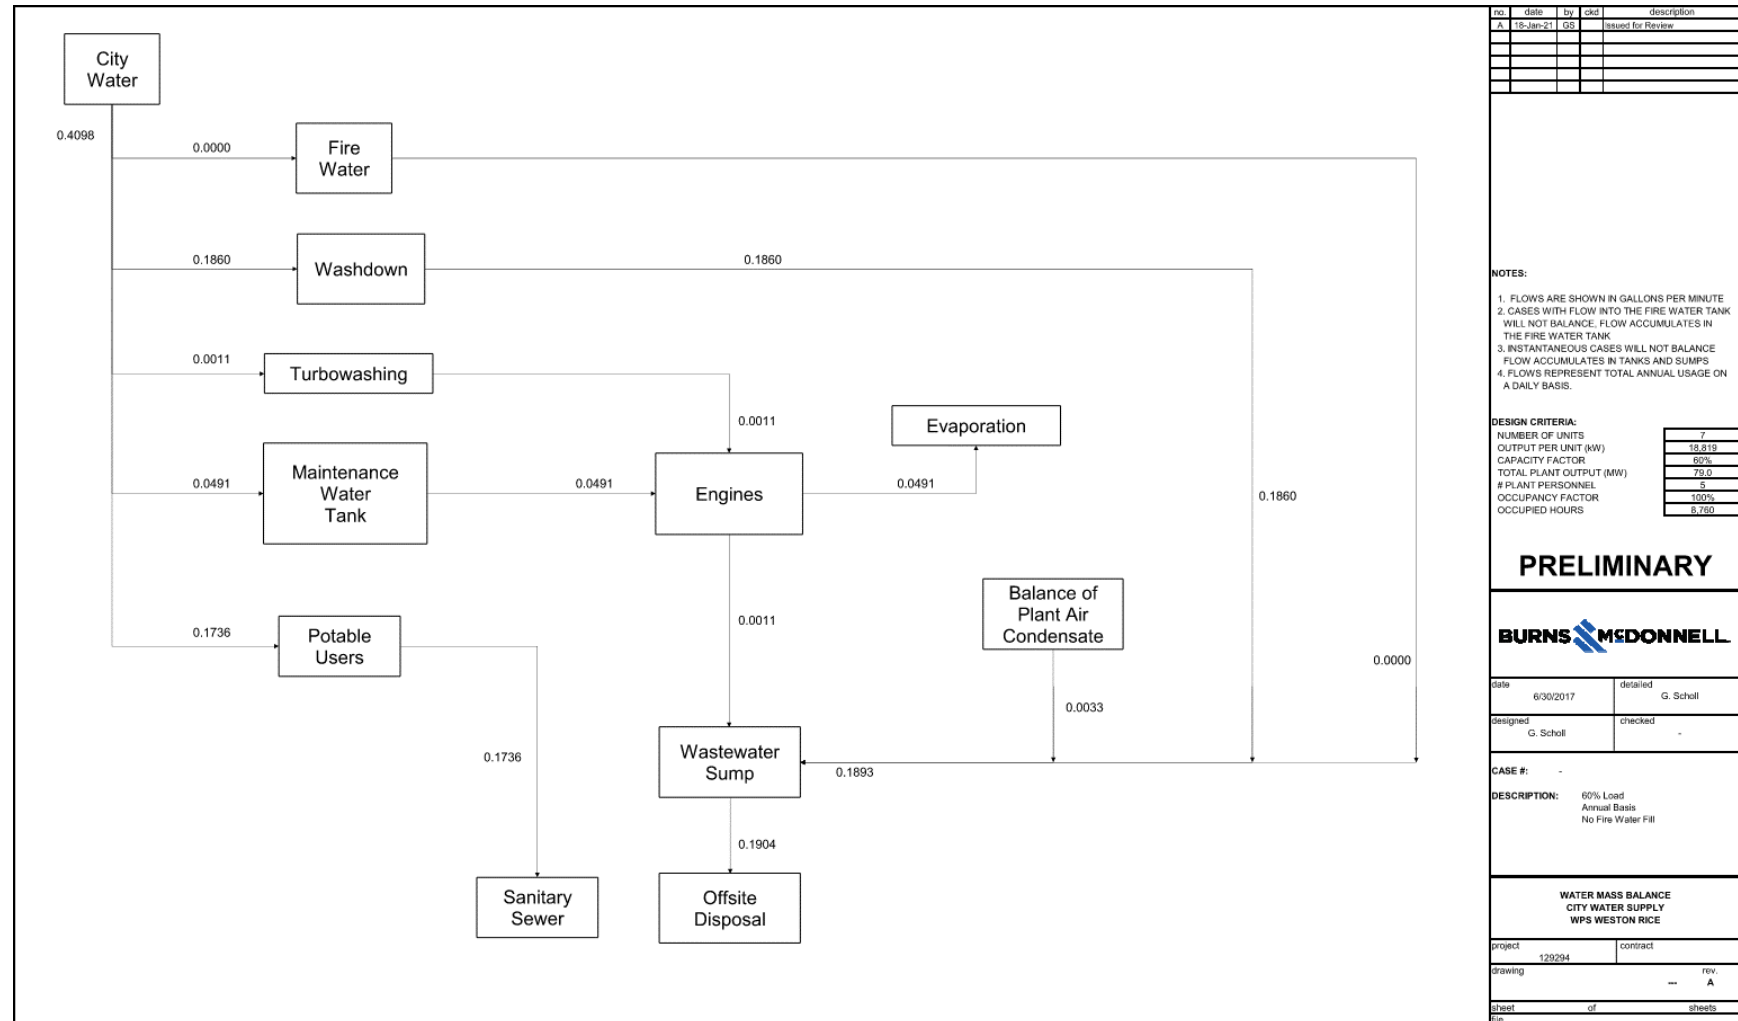 City
Water
0.4098
0.0000
Fire
Water
0.1860
Washdown
0.1860
0.0011
Turbowashing
0.0011
Evaporation
0.0491
Maintenance
Water
Tank
0.0491
Engines
0.0491
0.1860
Balance of
Plant Air
Condensate
0.0011
0.1736
Potable
Users
0.0000
0.0033
0.1736
Wastewater
Sump
0.1893
0.1904
Sanitary
Sewer
Offsite
Disposal
no. date by ckd description
A 18-Jan-21 GS Issued for Review
NOTES:
1. FLOWS ARE SHOWN IN GALLONS PER MINUTE
2. CASES WITH FLOW INTO THE FIRE WATER TANK
WILL NOT BALANCE, FLOW ACCUMULATES IN
THE FIRE WATER TANK
3. INSTANTANEOUS CASES WILL NOT BALANCE
FLOW ACCUMULATES IN TANKS AND SUMPS
4. FLOWS REPRESENT TOTAL ANNUAL USAGE ON
A DAILY BASIS.
DESIGN CRITERIA:
NUMBER OF UNITS 7
OUTPUT PER UNIT (kW) 18,819
CAPACITY FACTOR 60%
TOTAL PLANT OUTPUT (MW) 79.0
# PLANT PERSONNEL 5
OCCUPANCY FACTOR 100%
OCCUPIED HOURS 8,760
PRELIMINARY
BURNS McDONNELL
date detailed
6/30/2017 G. Scholl
designed checked
G. Scholl -
CASE #: -
DESCRIPTION: 60% Load
Annual Basis
No Fire Water Fill
WATER MASS BALANCE
CITY WATER SUPPLY
WPS WESTON RICE
project contract
129294
drawing rev.
--- A
sheet of sheets
file